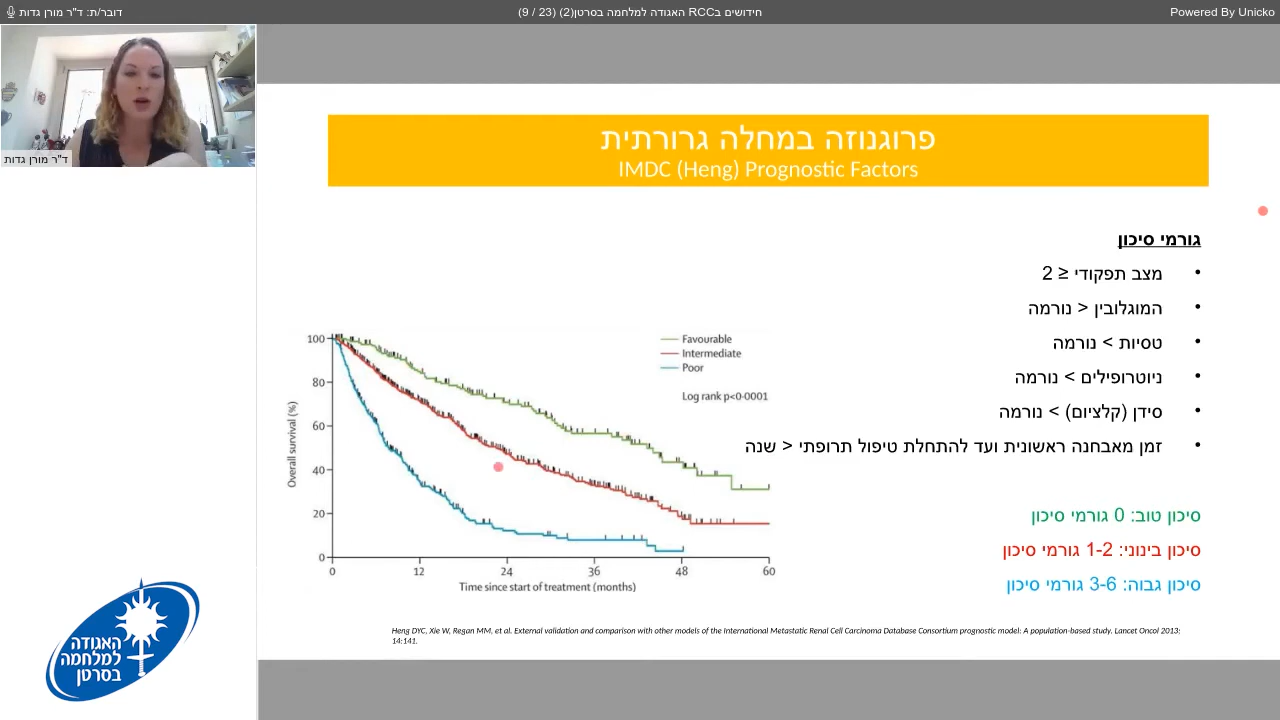 דובר/ת: ד"ר מורן גדות
חידושים בRCC האגודה למלחמה בסרטן(2) (23 / 9)
Powered By Unicko
ד"ר מורן גדות
פרוגנוזה במחלה גרורתית
IMDC (Heng) Prognostic Factors
גורמי סיכון
• מצב תפקודי ≥ 2
• המוגלובין < נורמה
• טסיות > נורמה
• ניוטרופילים > נורמה
• סידן (קלציום) > נורמה
• זמן מאבחנה ראשונית ועד להתחלת טיפול תרופתי < שנה
סיכון טוב: 0 גורמי סיכון
סיכון בינוני: 1-2 גורמי סיכון
סיכון גבוה: 3-6 גורמי סיכון
Favourable
Intermediate
Poor
Log rank p<0·0001
Overall survival (%)
100
80
60
40
20
0
0 12 24 36 48 60
Time since start of treatment (months)
Heng DYC, Xie W, Regan MM, et al. External validation and comparison with other models of the International Metastatic Renal Cell Carcinoma Database Consortium prognostic model: A population-based study. Lancet Oncol 2013;
14:141.
האגודה
למלחמה
בסרטן